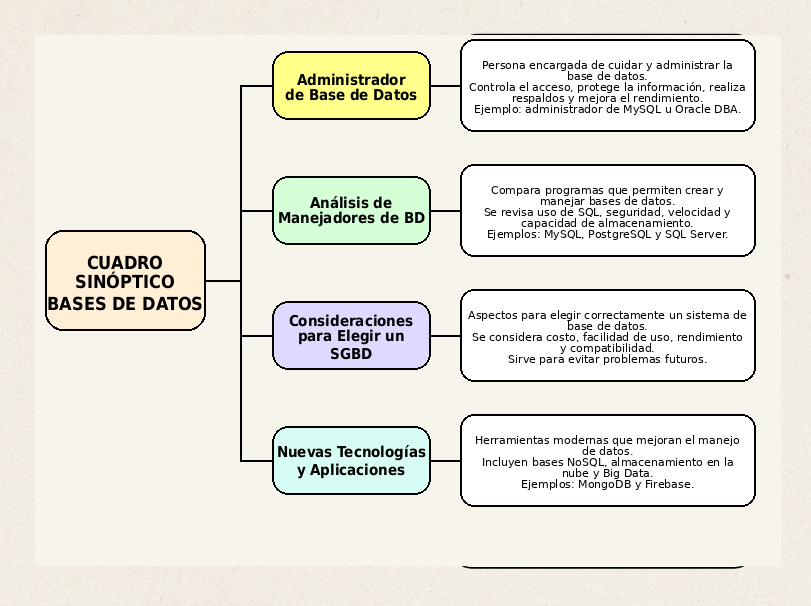 CUADRO
SINÓPTICO
BASES DE DATOS
Administrador
de Base de Datos
Persona encargada de cuidar y administrar la
base de datos.
Controla el acceso, protege la información, realiza
respaldos y mejora el rendimiento.
Ejemplo: administrador de MySQL u Oracle DBA.
Análisis de
Manejadores de BD
Compara programas que permiten crear y
manejar bases de datos.
Se revisa uso de SQL, seguridad, velocidad y
capacidad de almacenamiento.
Ejemplos: MySQL, PostgreSQL y SQL Server.
Consideraciones
para Elegir un
SGBD
Aspectos para elegir correctamente un sistema de
base de datos.
Se considera costo, facilidad de uso, rendimiento
y compatibilidad.
Sirve para evitar problemas futuros.
Nuevas Tecnologías
y Aplicaciones
Herramientas modernas que mejoran el manejo
de datos.
Incluyen bases NoSQL, almacenamiento en la
nube y Big Data.
Ejemplos: MongoDB y Firebase.